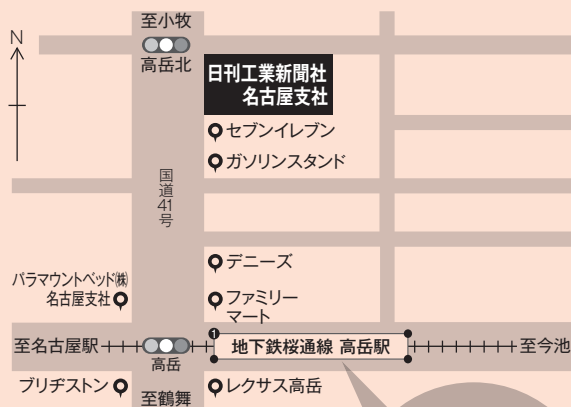 至小牧
N
高岳北
日刊工業新聞社
名古屋支社
セブンイレブン
ガソリンスタンド
国道41号
デニーズ
パラマウントベッド㈱
名古屋支社
ファミリー
マート
1
至名古屋駅
地下鉄桜通線 高岳駅
至今池
高岳
ブリヂストン
至鶴舞
レクサス高岳